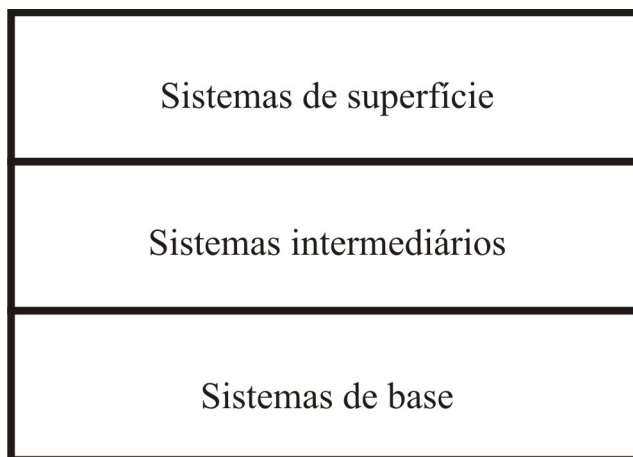 Sistemas de superfície
Sistemas intermediários
Sistemas de base